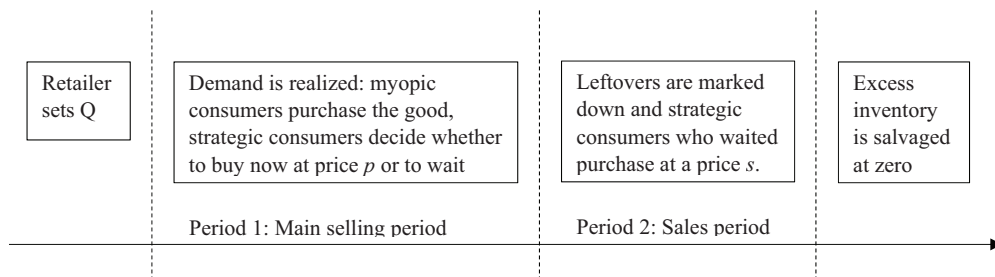 Retailer
sets Q
Demand is realized: myopic
consumers purchase the good,
strategic consumers decide whether
to buy now at price p or to wait
Leftovers are marked
down and strategic
consumers who waited
purchase at a price s.
Excess
inventory
is salvaged
at zero
Period 1: Main selling period
Period 2: Sales period